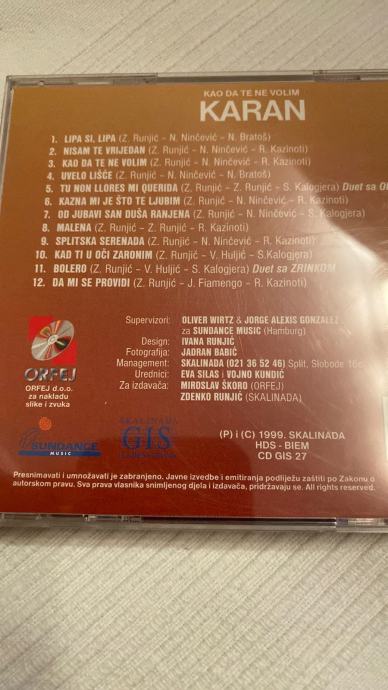 KAO DA TE NE VOLIM
KARAN
1. LIPA SI, LIPA (Z. Runjić – N. Ninčević – N. Bratoš)
2. NISAM TE VRIJEDAN (Z. Runjić – N. Ninčević – R. Kazinoti)
3. KAO DA TE NE VOLIM (Z. Runjić – N. Ninčević – R. Kazinoti)
4. UVELO LIŠĆE (Z. Runjić – N. Ninčević – N. Bratoš)
5. TU NON LLORES MI QUERIDA (Z. Runjić – Z. Runjić – S. Kalogjera) Duet sa
6. KAZNA MI JE ŠTO TE LJUBIM (Z. Runjić – N. Ninčević – R. Kazinoti)
7. OD JUBAVI SAN DUŠA RANJENA (Z. Runjić – N. Ninčević – S. Kalogjera)
8. MALENA (Z. Runjić – Z. Runjić – R. Kazinoti)
9. SPLITSKA SERENADA (Z. Runjić – N. Ninčević – R. Kazinoti)
10. KAD TI U OČI ZARONIM (Z. Runjić – V. Huljić – S.Kalogjera)
11. BOLERO (Z. Runjić – V. Huljić – S. Kalogjera) Duet sa ZRINKOM
12. DA MI SE PROVIDI (Z. Runjić – J. Fiamengo – R. Kazinoti)
Supervizori: OLIVER WIRTZ & JORGE ALEXIS GONZALEZ
za SUNDANCE MUSIC (Hamburg)
Design: IVANA RUNJIĆ
Fotografija: JADRAN BABIĆ
Management: SKALINADA (021 36 52 46) Split, Slobode
Urednici: EVA SILAS i VOJNO KUNDIĆ
Za izdavača: MIROSLAV ŠKORO (ORFEJ)
ZDENKO RUNJIĆ (SKALINADA)
ORFEJ
ORFEJ d.o.o.
za nakladu
slike i zvuka
SUNDANCE
MUSIC
SKALINADA
GIS
(P) i (C) 1999. SKALINADA
HDS - BIEM
CD GIS 27
Presnimavati i umnožavati je zabranjeno. Javne izvedbe i emitiranja podliježu zaštiti po Zakonu o
autorskom pravu. Sva prava vlasnika snimljenog djela i izdavača, pridržavaju se. All rights reserved.